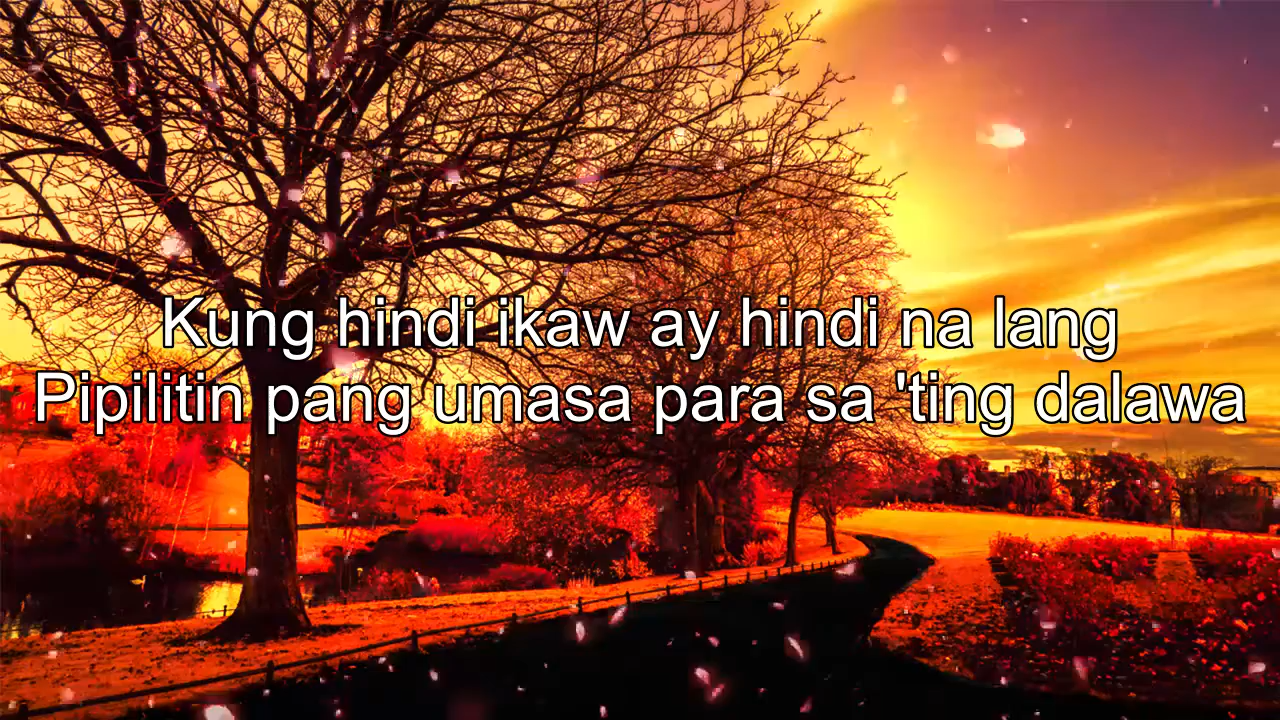 Kung hindi ikaw ay hindi na lang
Pipilitin pang umasa para sa 'ting dalawa